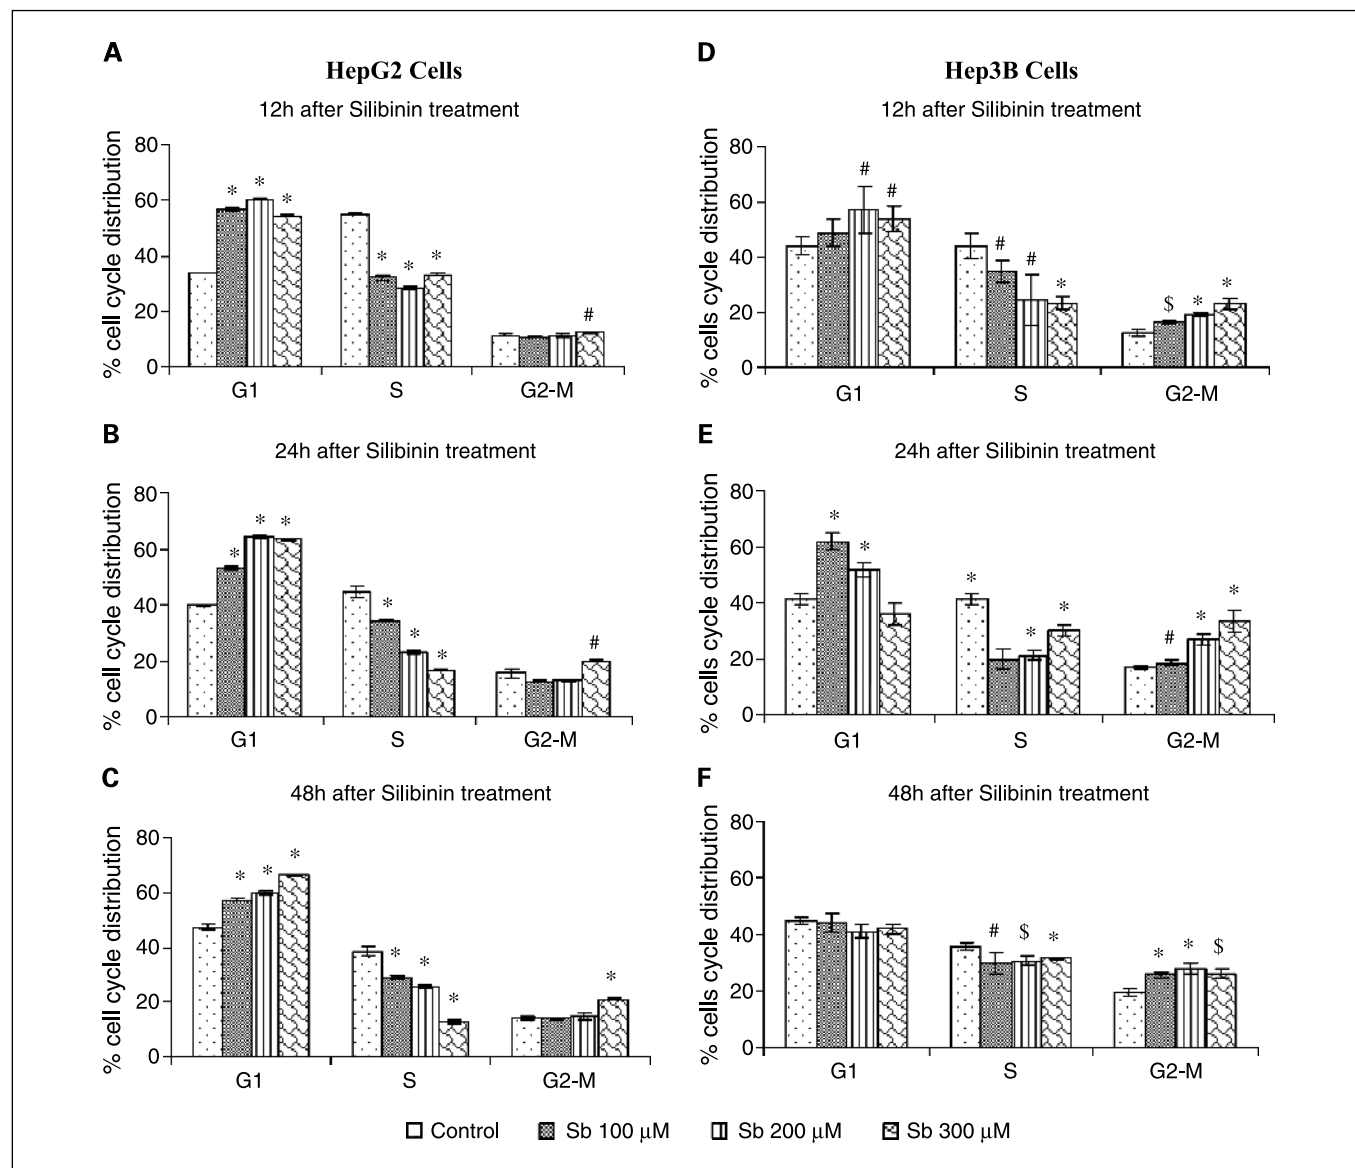 A
HepG2 Cells
12h after Silibinin treatment
% cell cycle distribution
80
60
40
20
0
* * *
* * *
#
G1 S G2-M
B
24h after Silibinin treatment
% cell cycle distribution
80
60
40
20
0
* * *
* * *
#
G1 S G2-M
C
48h after Silibinin treatment
% cell cycle distribution
80
60
40
20
0
* * *
* * *
*
G1 S G2-M
D
Hep3B Cells
12h after Silibinin treatment
% cells cycle distribution
80
60
40
20
0
# #
# # *
$ * *
G1 S G2-M
E
24h after Silibinin treatment
% cells cycle distribution
80
60
40
20
0
* *
* * *
# * *
G1 S G2-M
F
48h after Silibinin treatment
% cells cycle distribution
80
60
40
20
0
# $ *
* * $
G1 S G2-M
Control Sb 100 μM Sb 200 μM Sb 300 μM